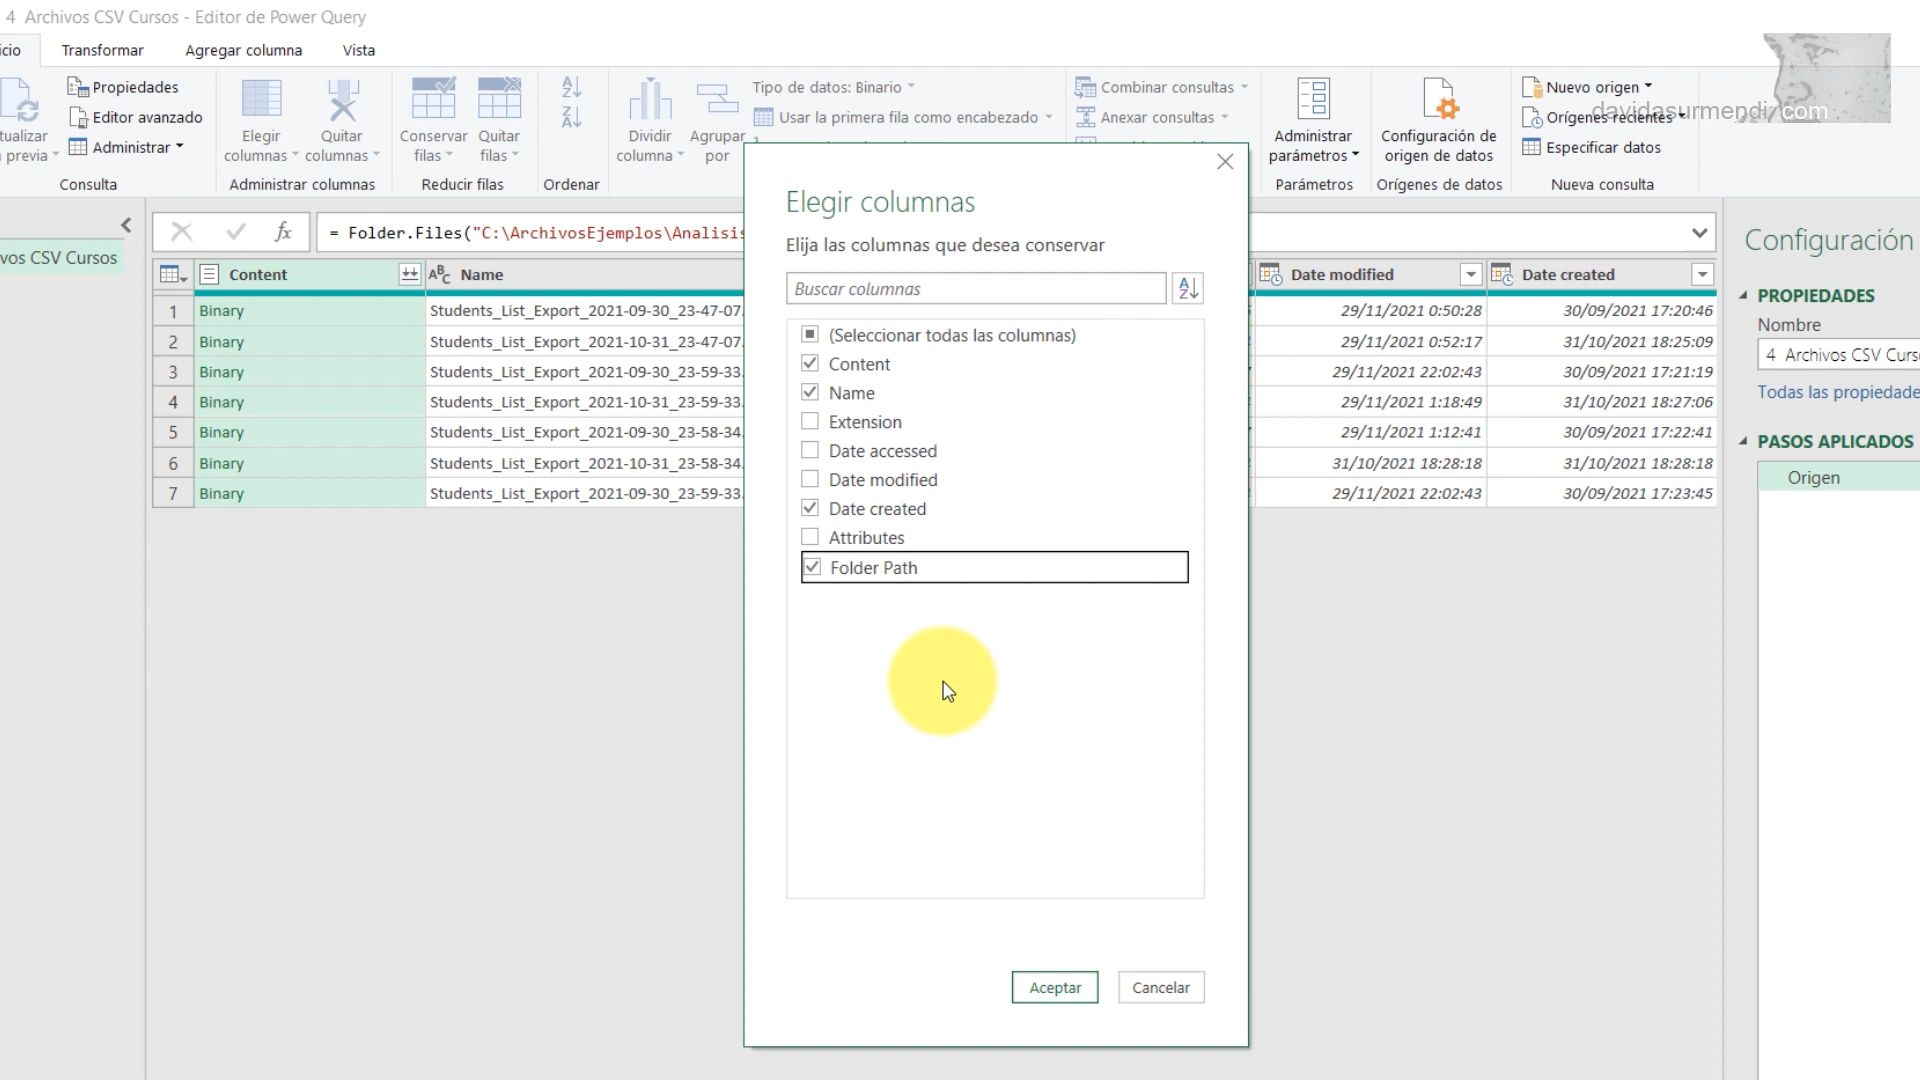 4 Archivos CSV Cursos - Editor de Power Query
icio Transformar Agregar columna Vista
Propiedades
Editor avanzado
Administrar
tualizar
previa
Consulta
Elegir
columnas
Quitar
columnas
Administrar columnas
Conservar
filas
Quitar
filas
Reducir filas
Ordenar
Dividir
columna
Agrupar
por
Tipo de datos: Binario
Usar la primera fila como encabezado
Combinar consultas
Anexar consultas
Administrar
parámetros
Parámetros
Configuración de
origen de datos
Orígenes de datos
Nuevo origen
Orígenes recientes
Especificar datos
Nueva consulta
davidasurmendi.com
vos CSV Cursos
fx
= Folder.Files("C:\ArchivosEjemplos\Analisis
Content ABC Name Date modified Date created
1 Binary Students_List_Export_2021-09-30_23-47-07. 29/11/2021 0:50:28 30/09/2021 17:20:46
2 Binary Students_List_Export_2021-10-31_23-47-07. 29/11/2021 0:52:17 31/10/2021 18:25:09
3 Binary Students_List_Export_2021-09-30_23-59-33. 29/11/2021 22:02:43 30/09/2021 17:21:19
4 Binary Students_List_Export_2021-10-31_23-59-33. 29/11/2021 1:18:49 31/10/2021 18:27:06
5 Binary Students_List_Export_2021-09-30_23-58-34. 29/11/2021 1:12:41 30/09/2021 17:22:41
6 Binary Students_List_Export_2021-10-31_23-58-34. 31/10/2021 18:28:18 31/10/2021 18:28:18
7 Binary Students_List_Export_2021-09-30_23-59-33. 29/11/2021 22:02:43 30/09/2021 17:23:45
Elegir columnas
Elija las columnas que desea conservar
Buscar columnas
AZ
(Seleccionar todas las columnas)
Content
Name
Extension
Date accessed
Date modified
Date created
Attributes
Folder Path
Aceptar Cancelar
Configuración
PROPIEDADES
Nombre
4 Archivos CSV Curs
Todas las propiedade
PASOS APLICADOS
Origen